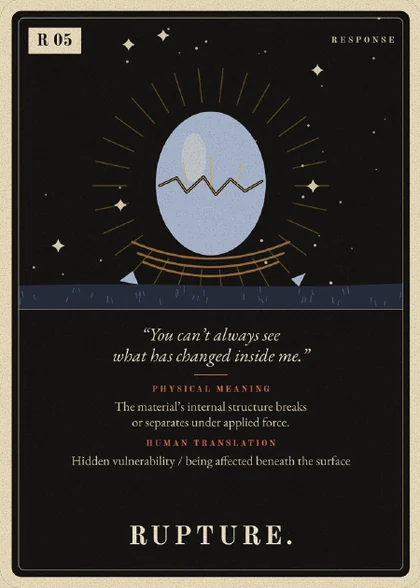 R 05
RESPONSE
“You can’t always see
what has changed inside me.”
PHYSICAL MEANING
The material’s internal structure breaks
or separates under applied force.
HUMAN TRANSLATION
Hidden vulnerability / being affected beneath the surface
RUPTURE.